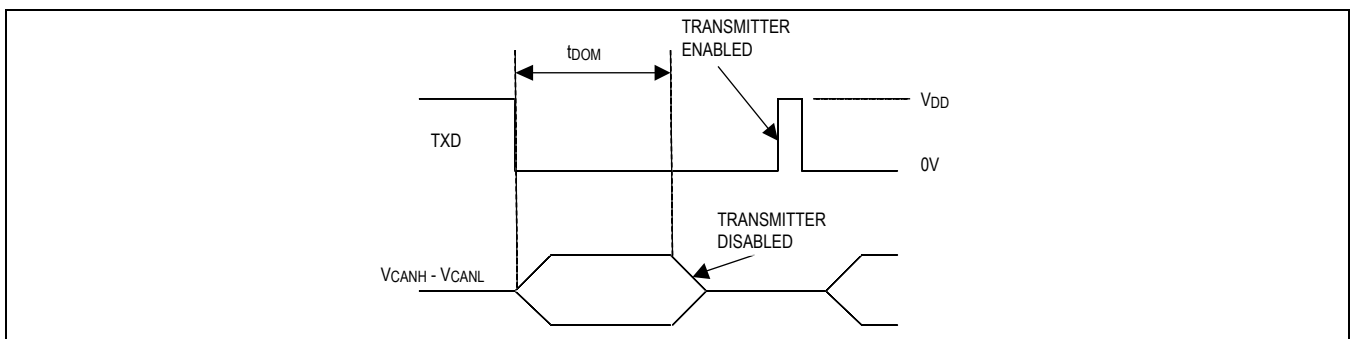 TRANSMITTER
ENABLED
tDOM
VDD
TXD
0V
TRANSMITTER
DISABLED
VCANH - VCANL